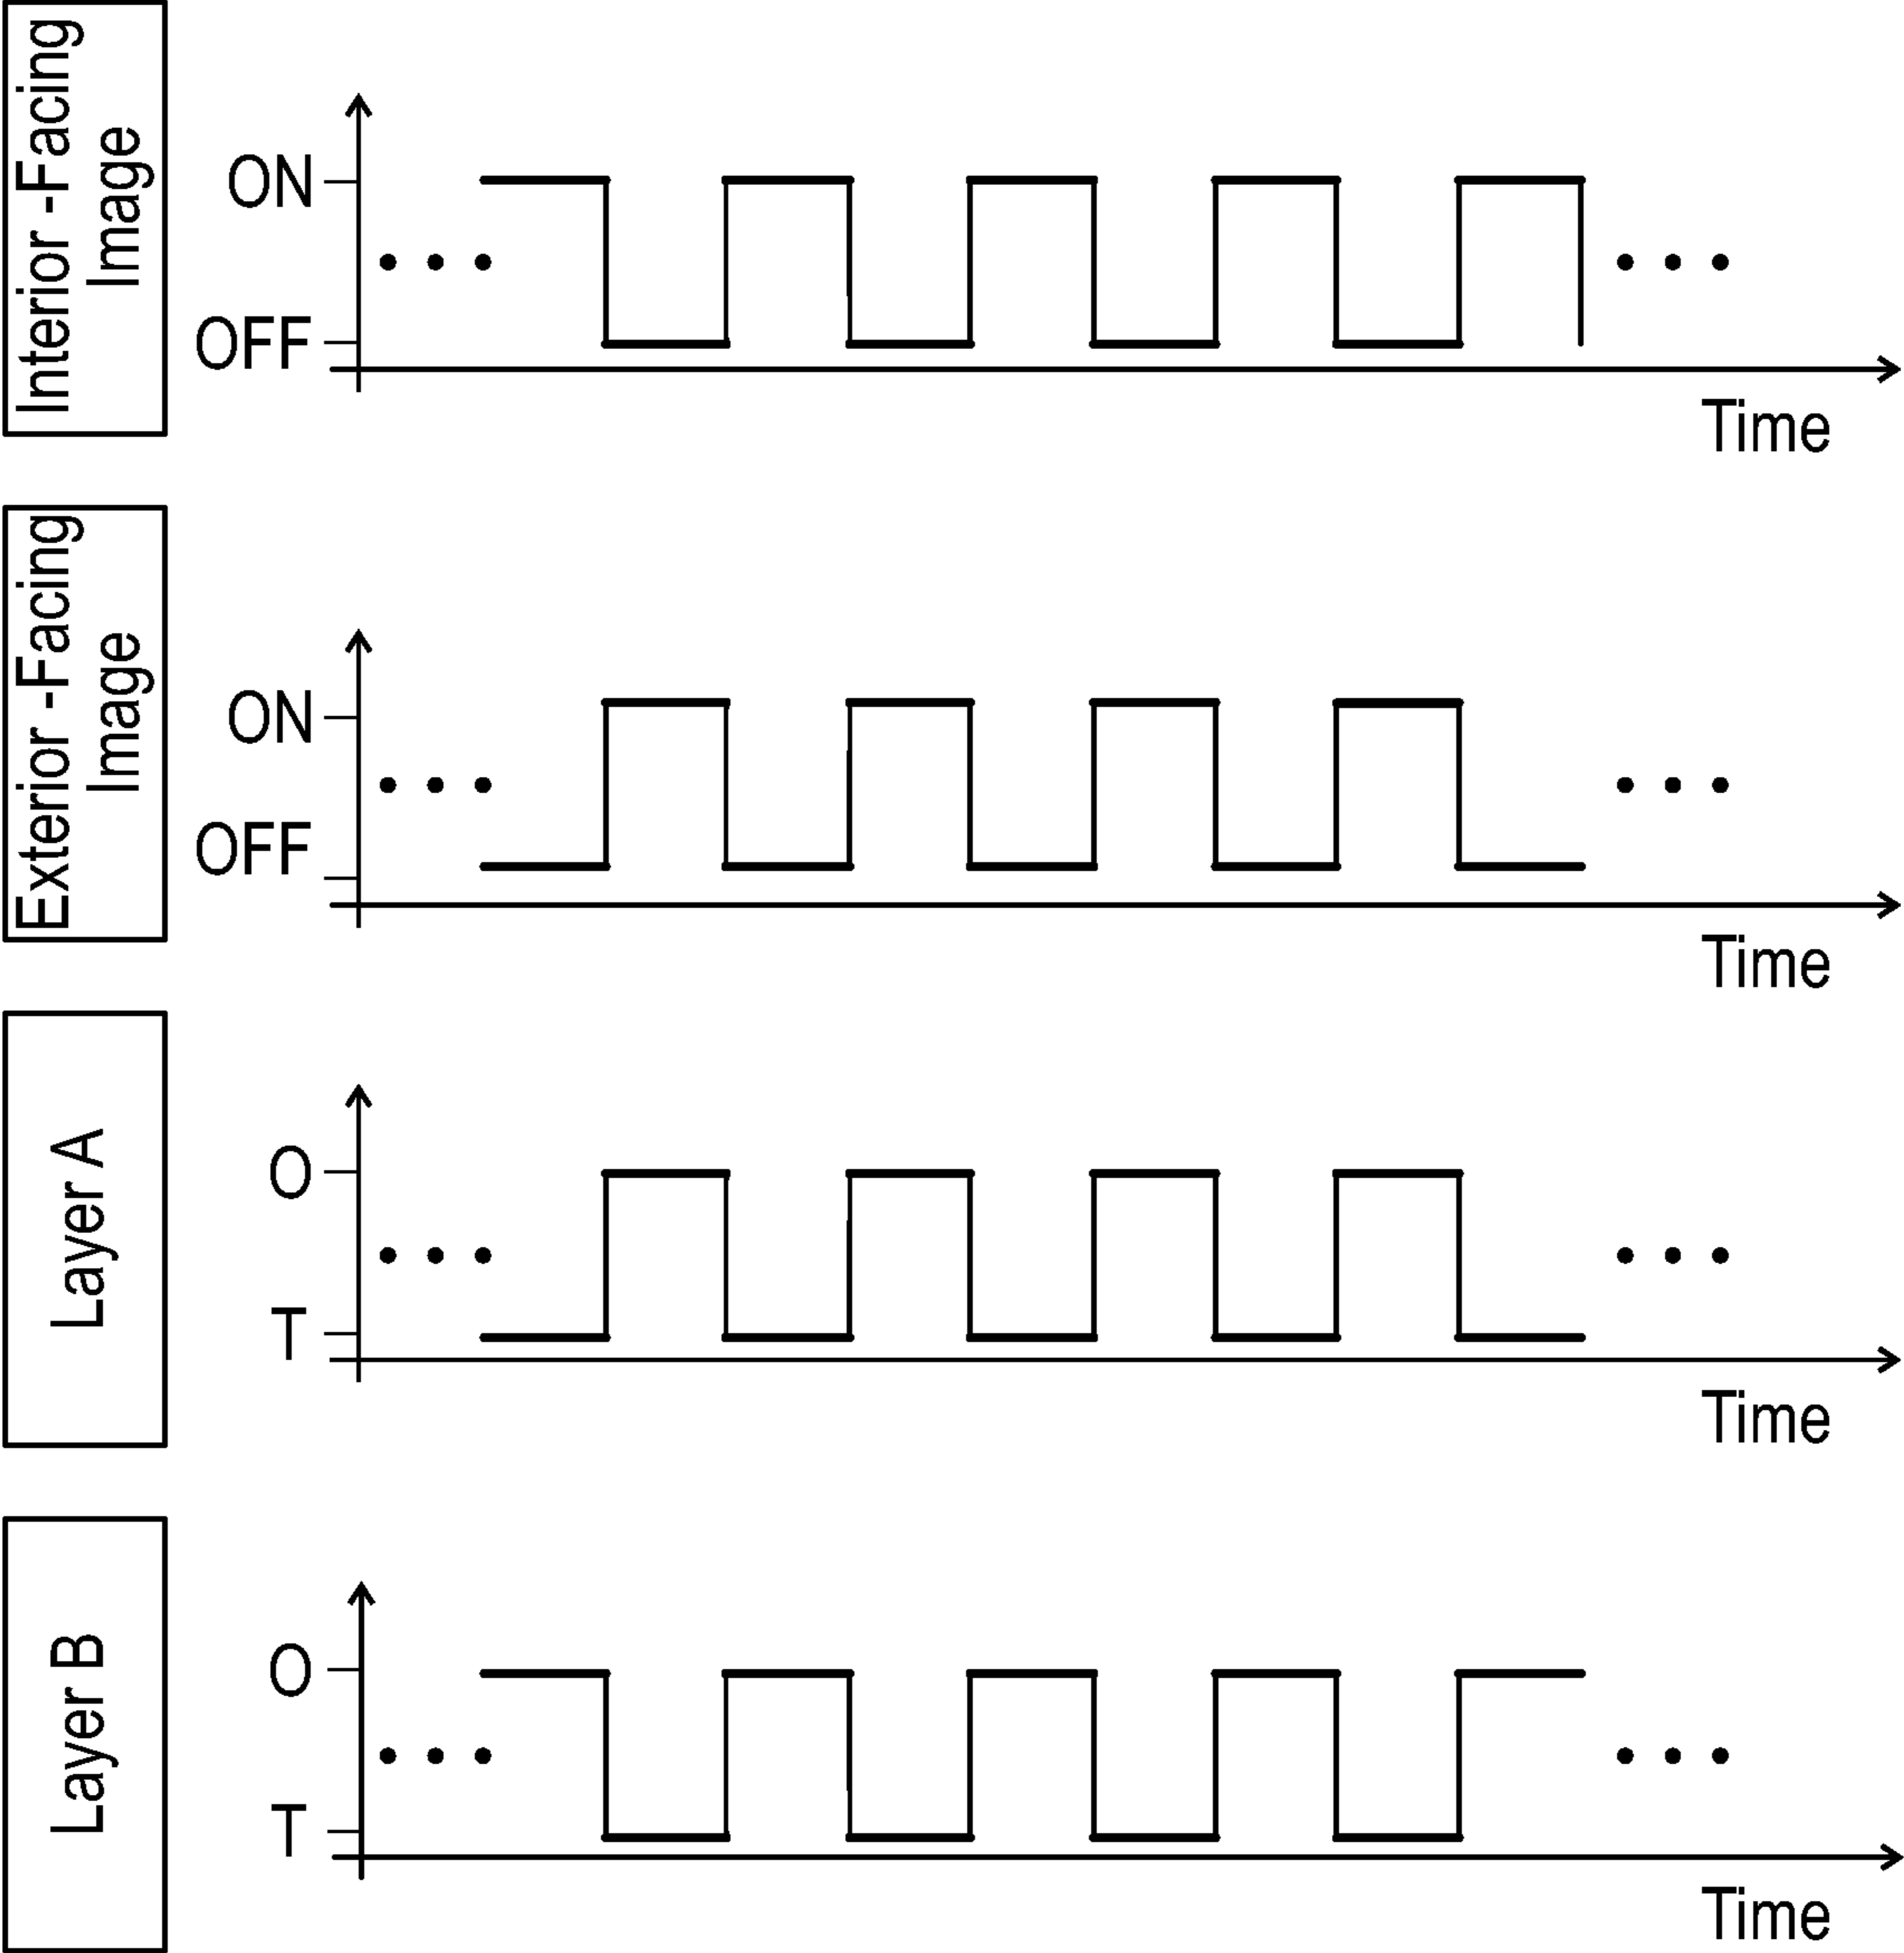 Interior -Facing
Image
ON
OFF
Time
Exterior -Facing
Image
ON
OFF
Time
Layer A
O
T
Time
Layer B
O
T
Time